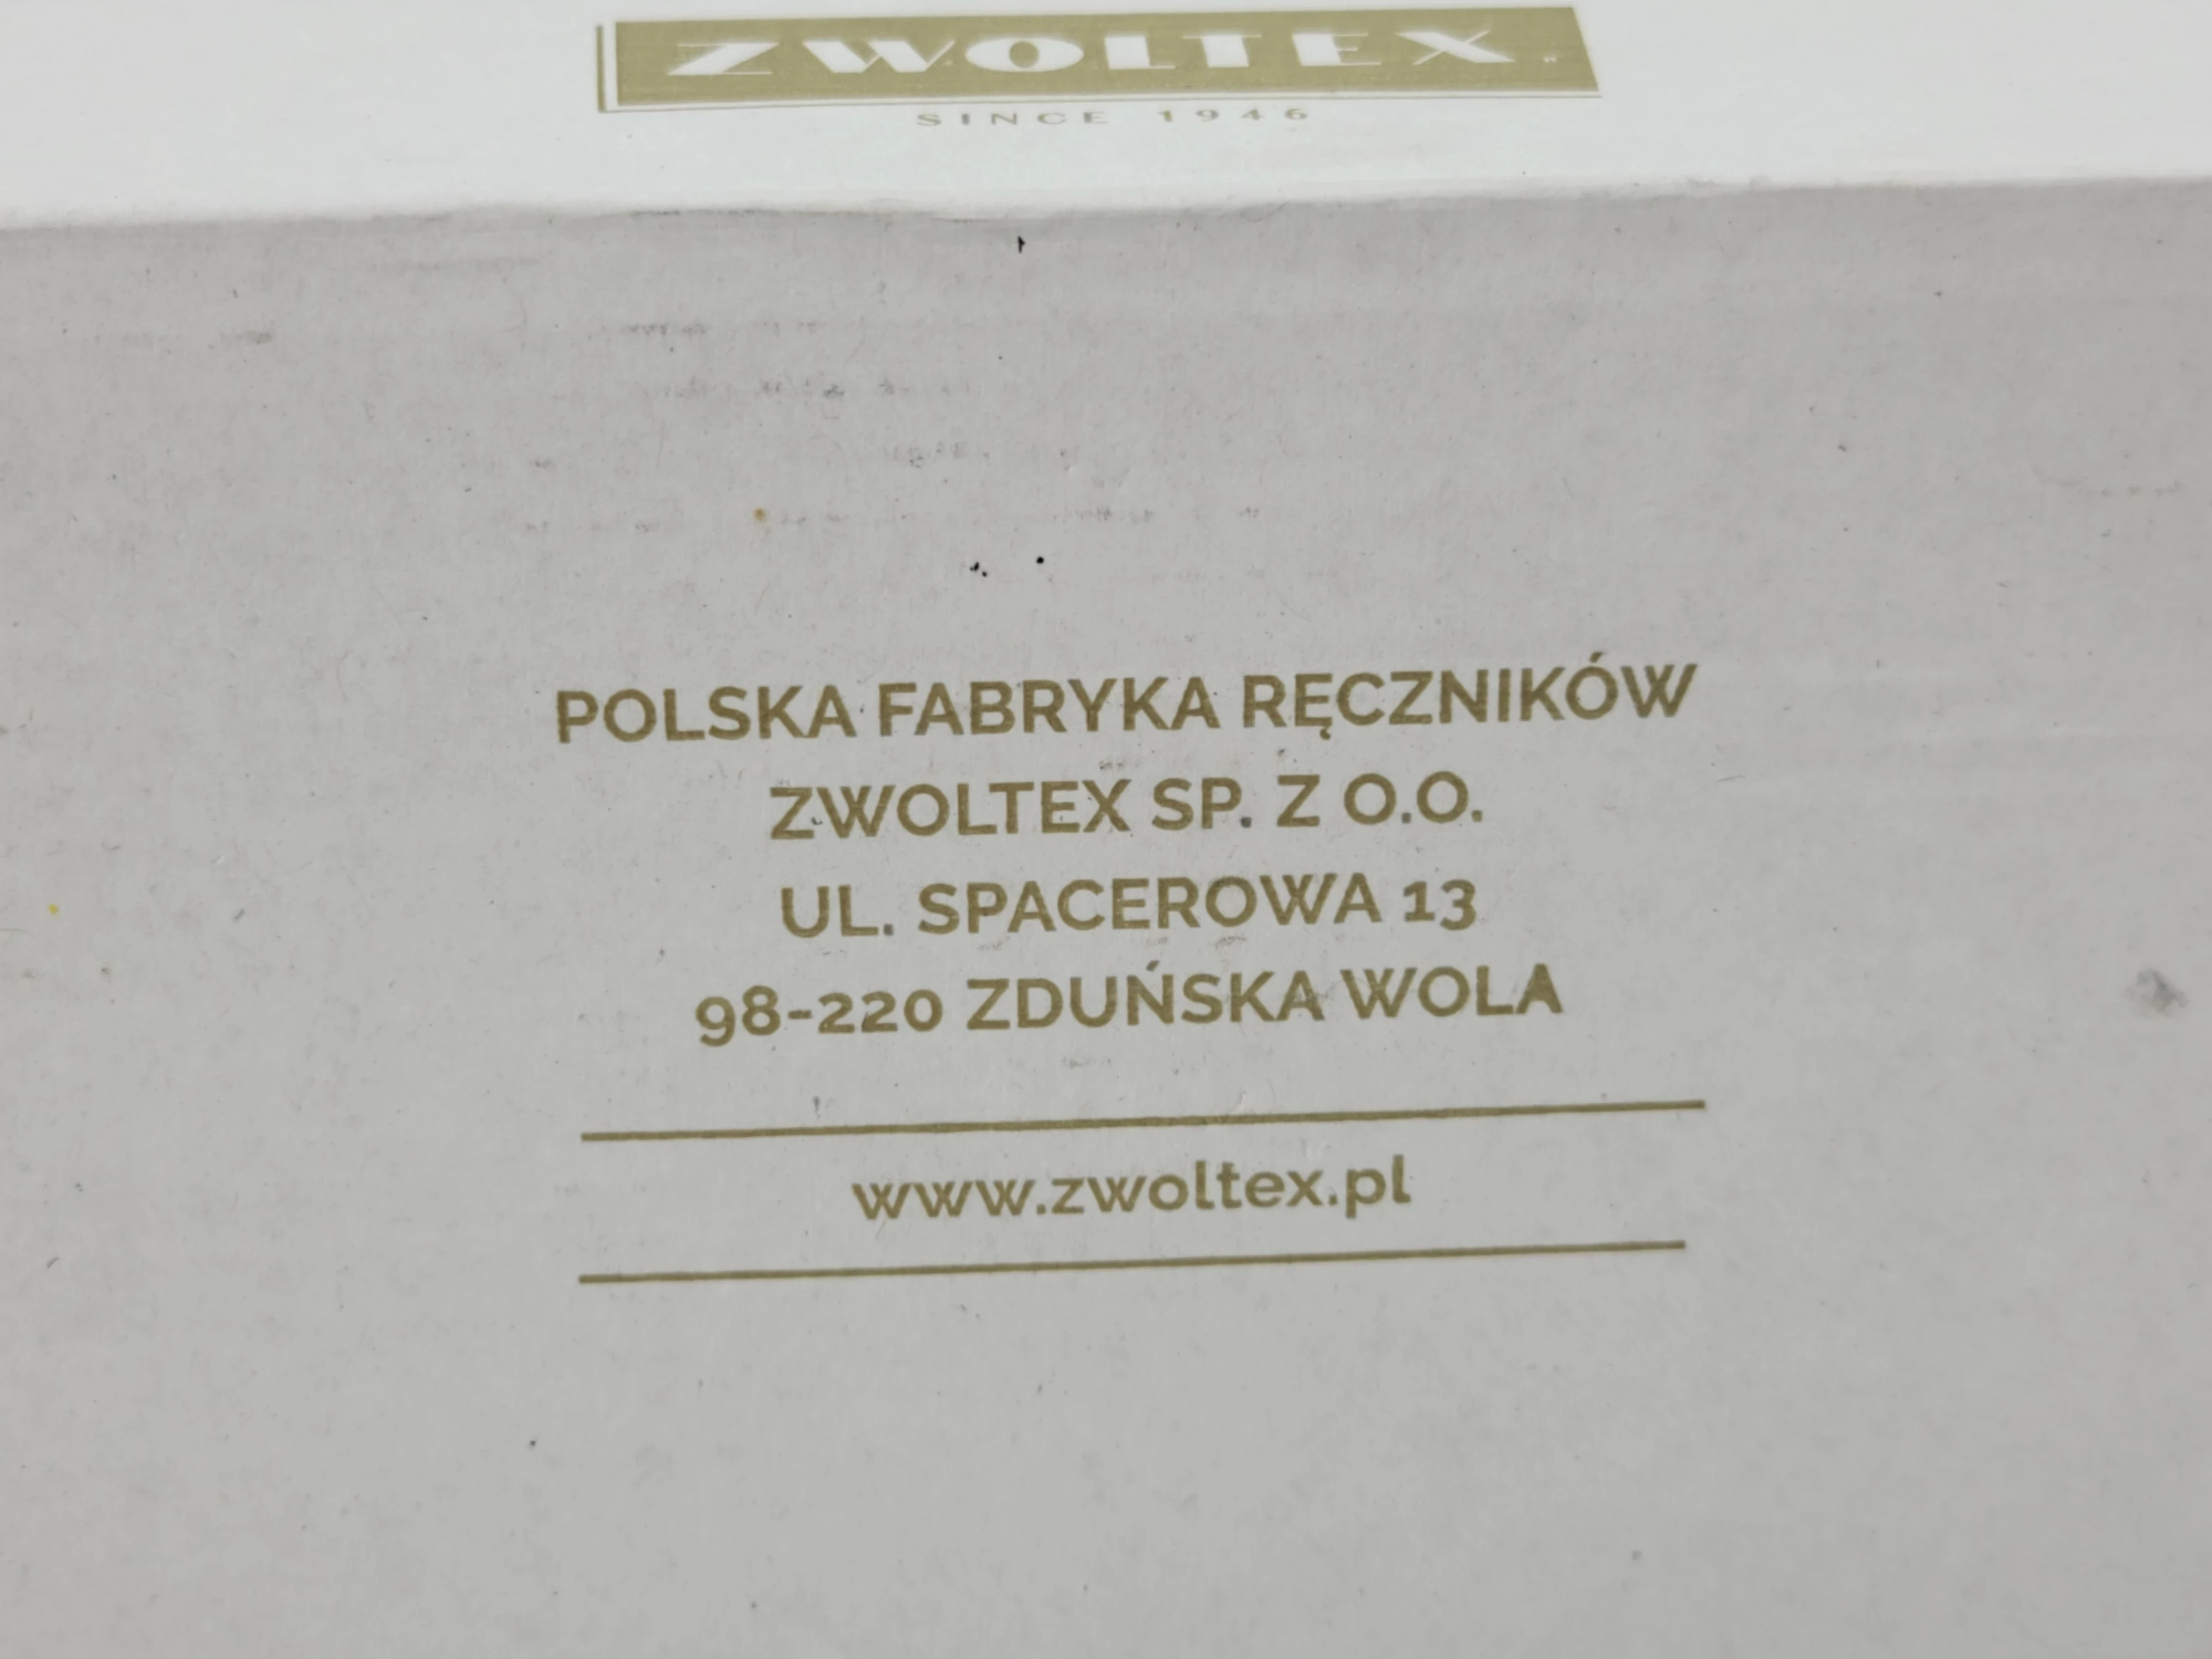 ZWOLTEX
SINCE 1946
POLSKA FABRYKA RĘCZNIKÓW
ZWOLTEX SP. Z O.O.
UL. SPACEROWA 13
98-220 ZDUŃSKA WOLA
www.zwoltex.pl